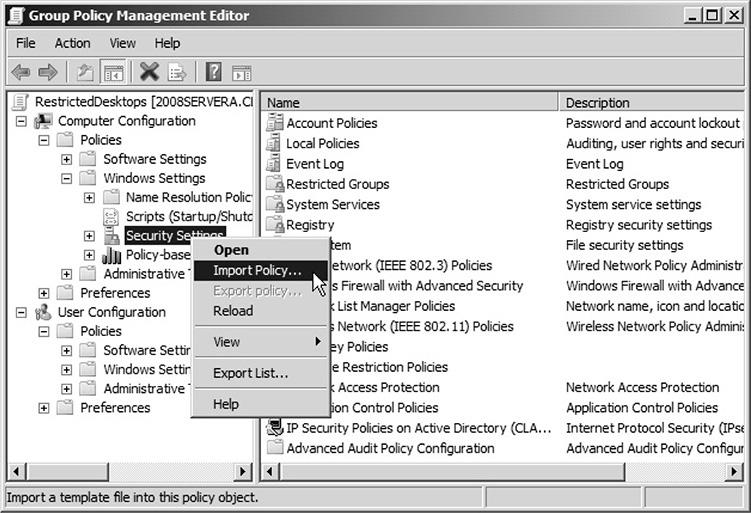 Group Policy Management Editor
File Action View Help
RestrictedDesktops [2008SERVERA.C
Computer Configuration
Policies
Software Settings
Windows Settings
Name Resolution Polic
Scripts (Startup/Shutd
Security Settings
Policy-base
Administrative T
Preferences
User Configuration
Policies
Software Settin
Windows Settin
Administrative T
Preferences
Open
Import Policy...
Export policy...
Reload
View
Export List...
Help
Name Description
Account Policies Password and account lockout
Local Policies Auditing, user rights and securi
Event Log Event Log
Restricted Groups Restricted Groups
System Services System service settings
Registry Registry security settings
tem File security settings
etwork (IEEE 802.3) Policies Wired Network Policy Administr
s Firewall with Advanced Security Windows Firewall with Advance
k List Manager Policies Network name, icon and locatio
s Network (IEEE 802.11) Policies Wireless Network Policy Admini
ey Policies
e Restriction Policies
k Access Protection Network Access Protection
tion Control Policies Application Control Policies
IP Security Policies on Active Directory (CLA... Internet Protocol Security (IPse
Advanced Audit Policy Configuration Advanced Audit Policy Configur
Import a template file into this policy object.